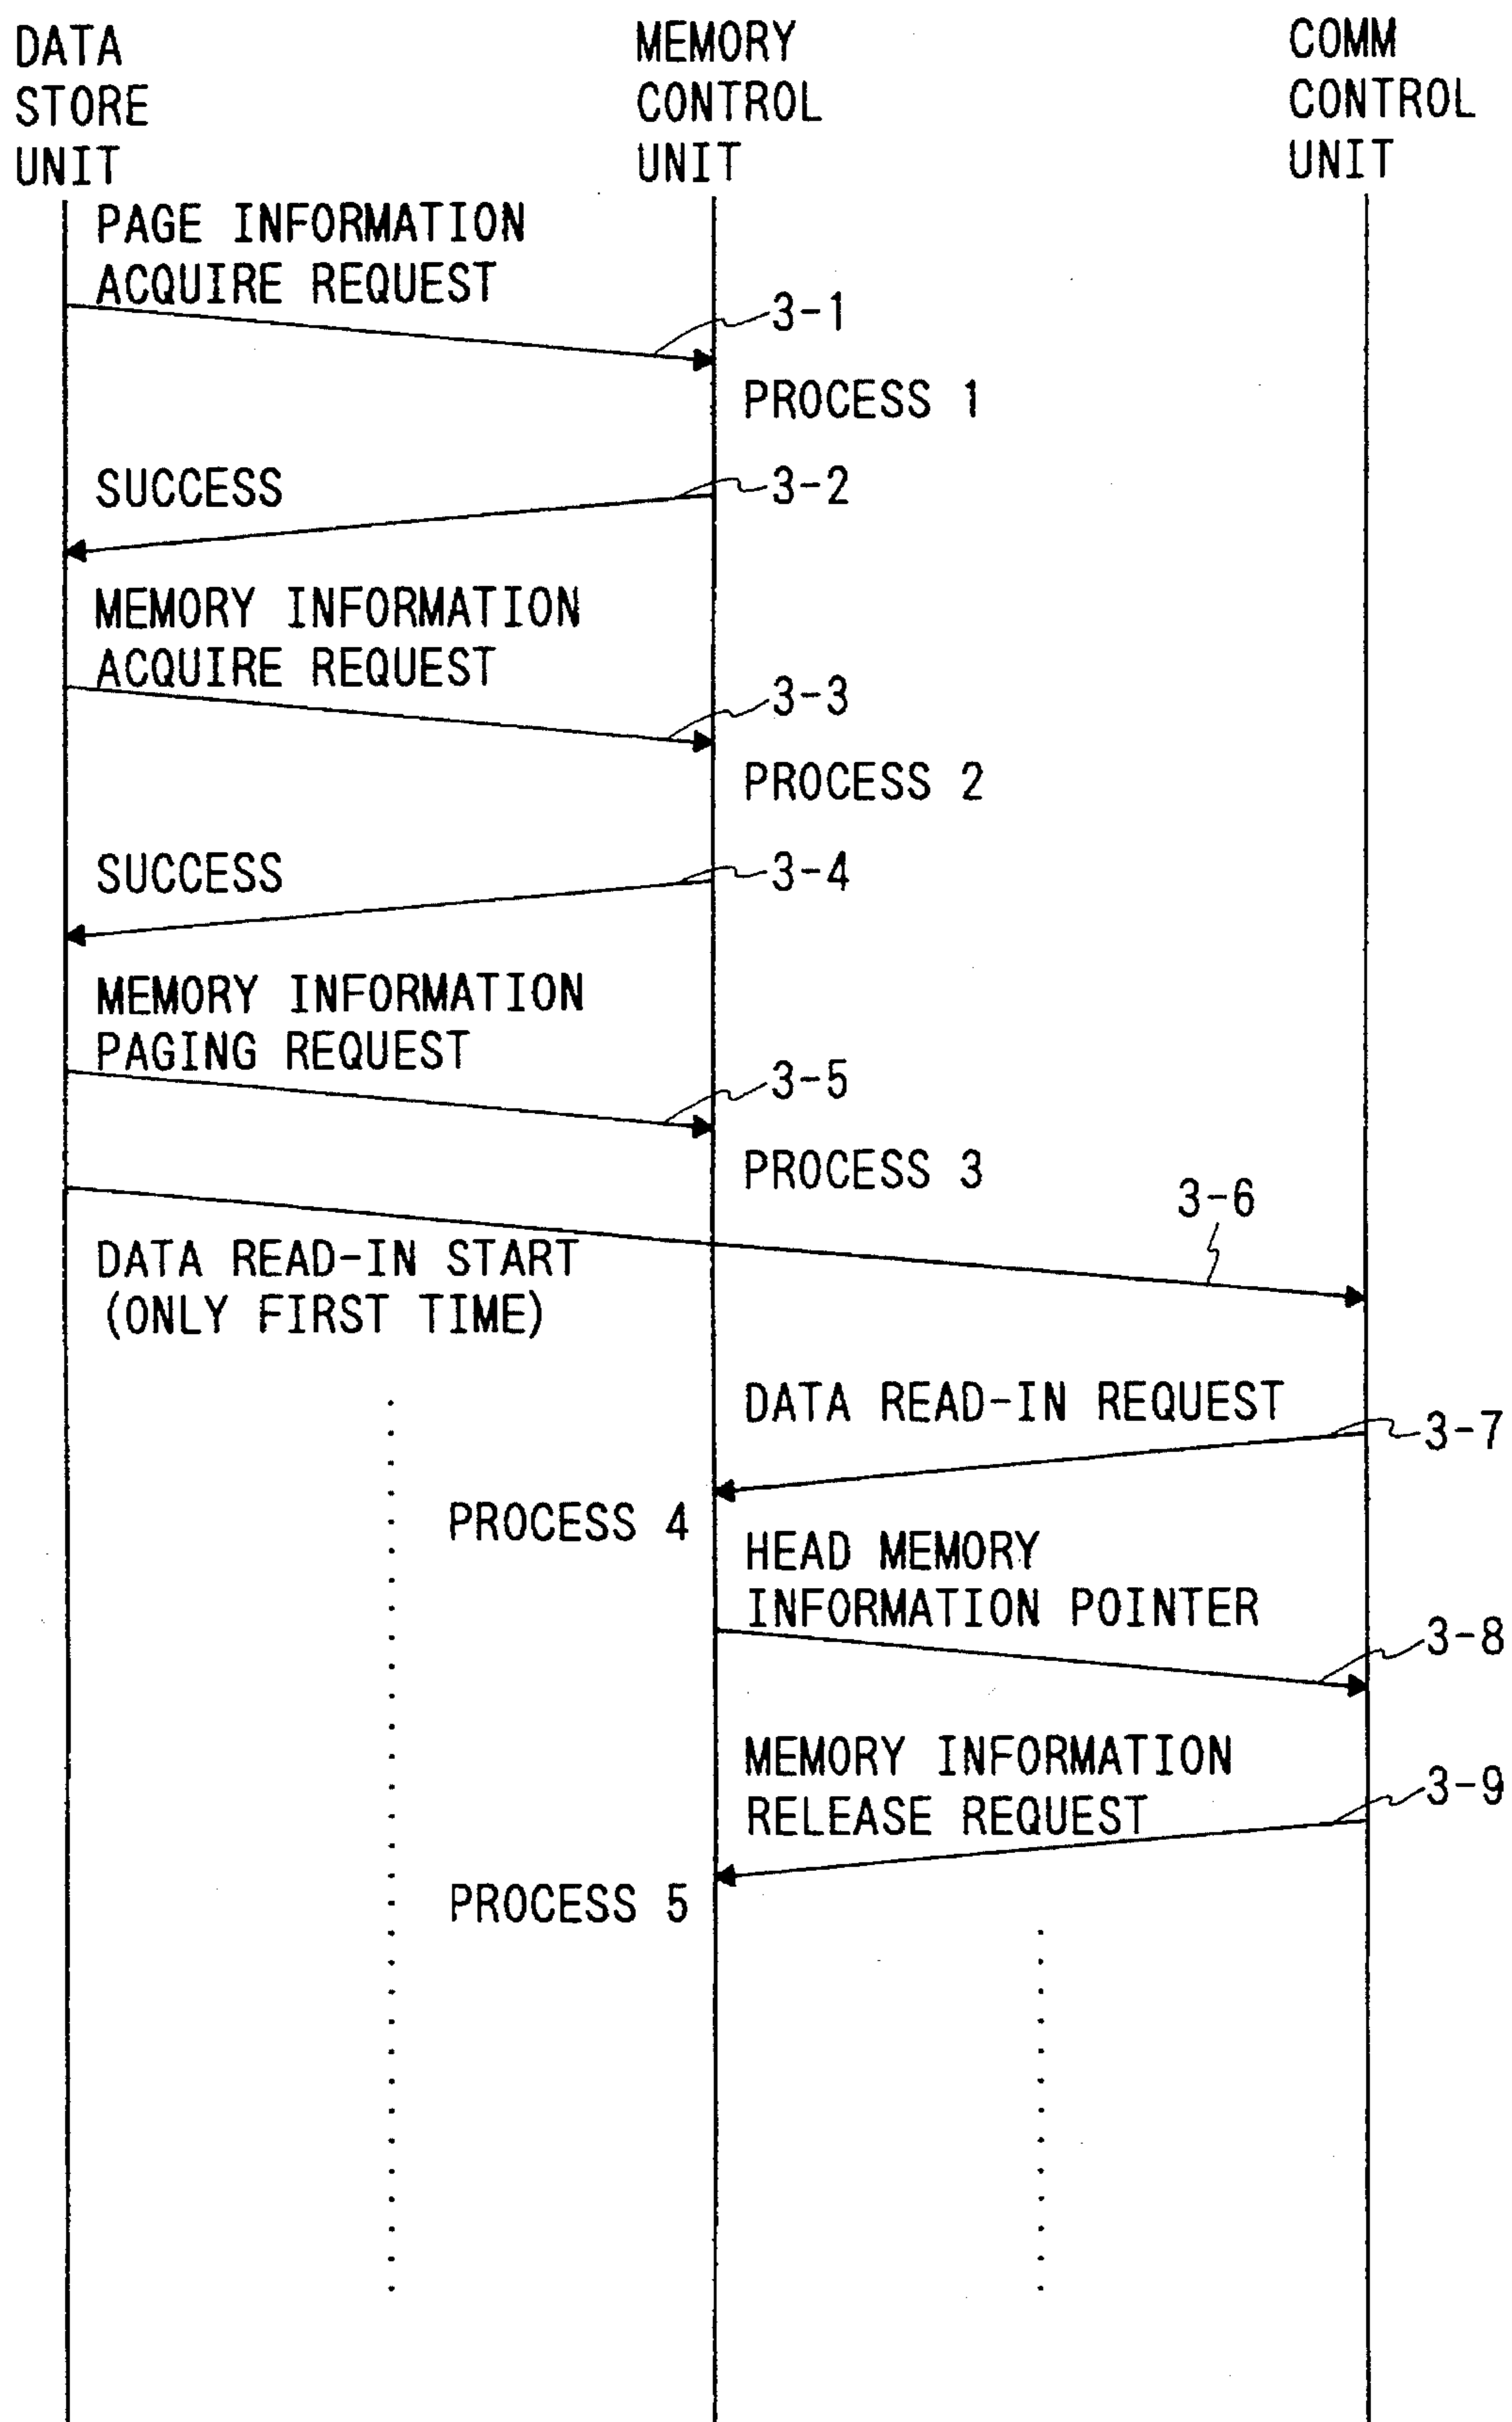 DATA
STORE
UNIT
MEMORY
CONTROL
UNIT
COMM
CONTROL
UNIT
PAGE INFORMATION
ACQUIRE REQUEST
3-1
PROCESS 1
SUCCESS
3-2
MEMORY INFORMATION
ACQUIRE REQUEST
3-3
PROCESS 2
SUCCESS
3-4
MEMORY INFORMATION
PAGING REQUEST
3-5
PROCESS 3
3-6
DATA READ-IN START
(ONLY FIRST TIME)
DATA READ-IN REQUEST
3-7
PROCESS 4
HEAD MEMORY
INFORMATION POINTER
3-8
MEMORY INFORMATION
RELEASE REQUEST
3-9
PROCESS 5